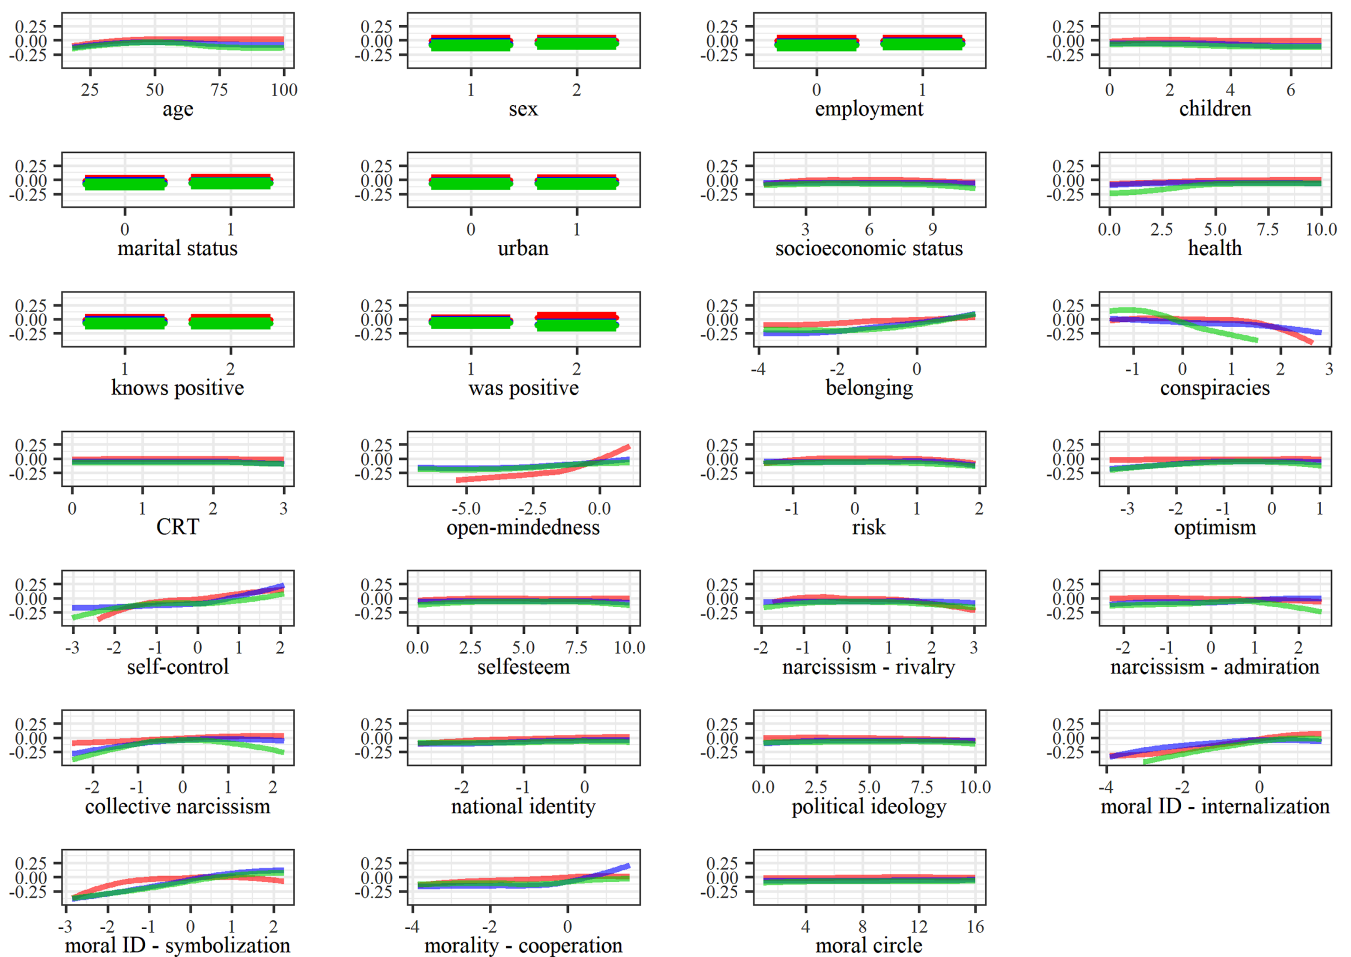 0.25
0.00
-0.25
25 50 75 100
age
0.25
0.00
-0.25
1 2
sex
0.25
0.00
-0.25
0 1
employment
0.25
0.00
-0.25
0 2 4 6
children
0.25
0.00
-0.25
0 1
marital status
0.25
0.00
-0.25
0 1
urban
0.25
0.00
-0.25
3 6 9
socioeconomic status
0.25
0.00
-0.25
0.0 2.5 5.0 7.5 10.0
health
0.25
0.00
-0.25
1 2
knows positive
0.25
0.00
-0.25
1 2
was positive
0.25
0.00
-0.25
-4 -2 0
belonging
0.25
0.00
-0.25
-1 0 1 2 3
conspiracies
0.25
0.00
-0.25
0 1 2 3
CRT
0.25
0.00
-0.25
-5.0 -2.5 0.0
open-mindedness
0.25
0.00
-0.25
-1 0 1 2
risk
0.25
0.00
-0.25
-3 -2 -1 0 1
optimism
0.25
0.00
-0.25
-3 -2 -1 0 1 2
self-control
0.25
0.00
-0.25
0.0 2.5 5.0 7.5 10.0
selfesteem
0.25
0.00
-0.25
-2 -1 0 1 2 3
narcissism - rivalry
0.25
0.00
-0.25
-2 -1 0 1 2
narcissism - admiration
0.25
0.00
-0.25
-2 -1 0 1 2
collective narcissism
0.25
0.00
-0.25
-2 0
national identity
0.25
0.00
-0.25
0.0 2.5 5.0 7.5 10.0
political ideology
0.25
0.00
-0.25
-4 -2 0
moral ID - internalization
0.25
0.00
-0.25
-3 -2 -1 0 1 2
moral ID - symbolization
0.25
0.00
-0.25
-4 -2 0
morality - cooperation
0.25
0.00
-0.25
4 8 12 16
moral circle